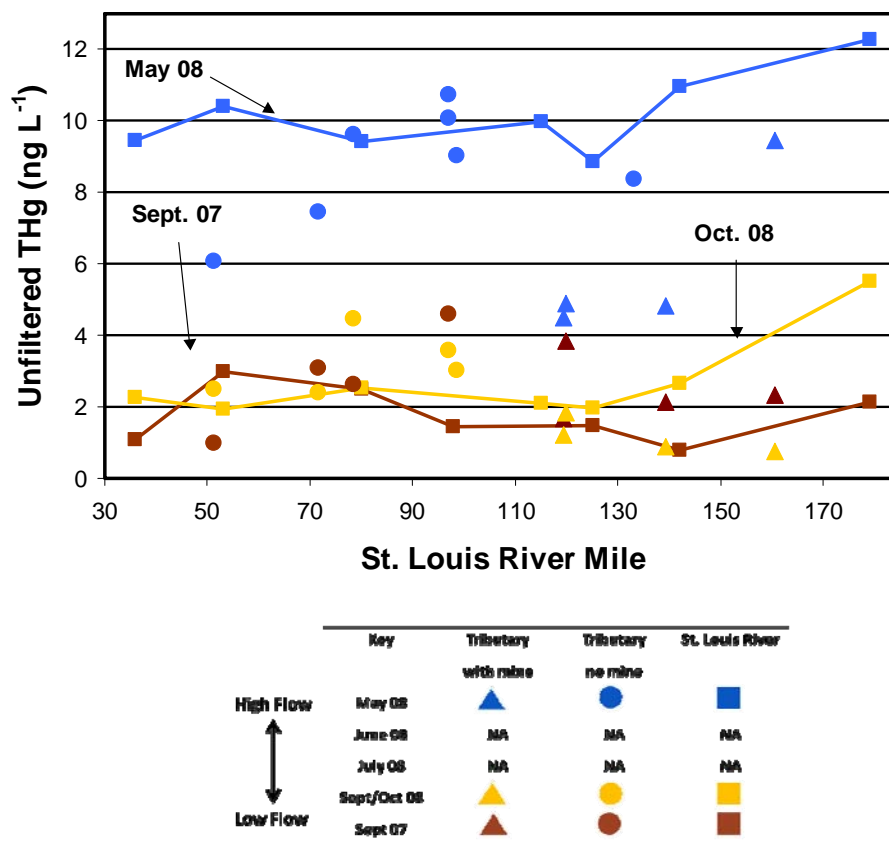 Unfiltered THg (ng L⁻¹)
12
10
8
6
4
2
0
May 08
Sept. 07
Oct. 08
30 50 70 90 110 130 150 170
St. Louis River Mile
Key Tributary with mine Tributary no mine St. Louis River
High Flow
May 08
June 08 NA NA NA
July 08 NA NA NA
Sept/Oct 08
Low Flow
Sept 07